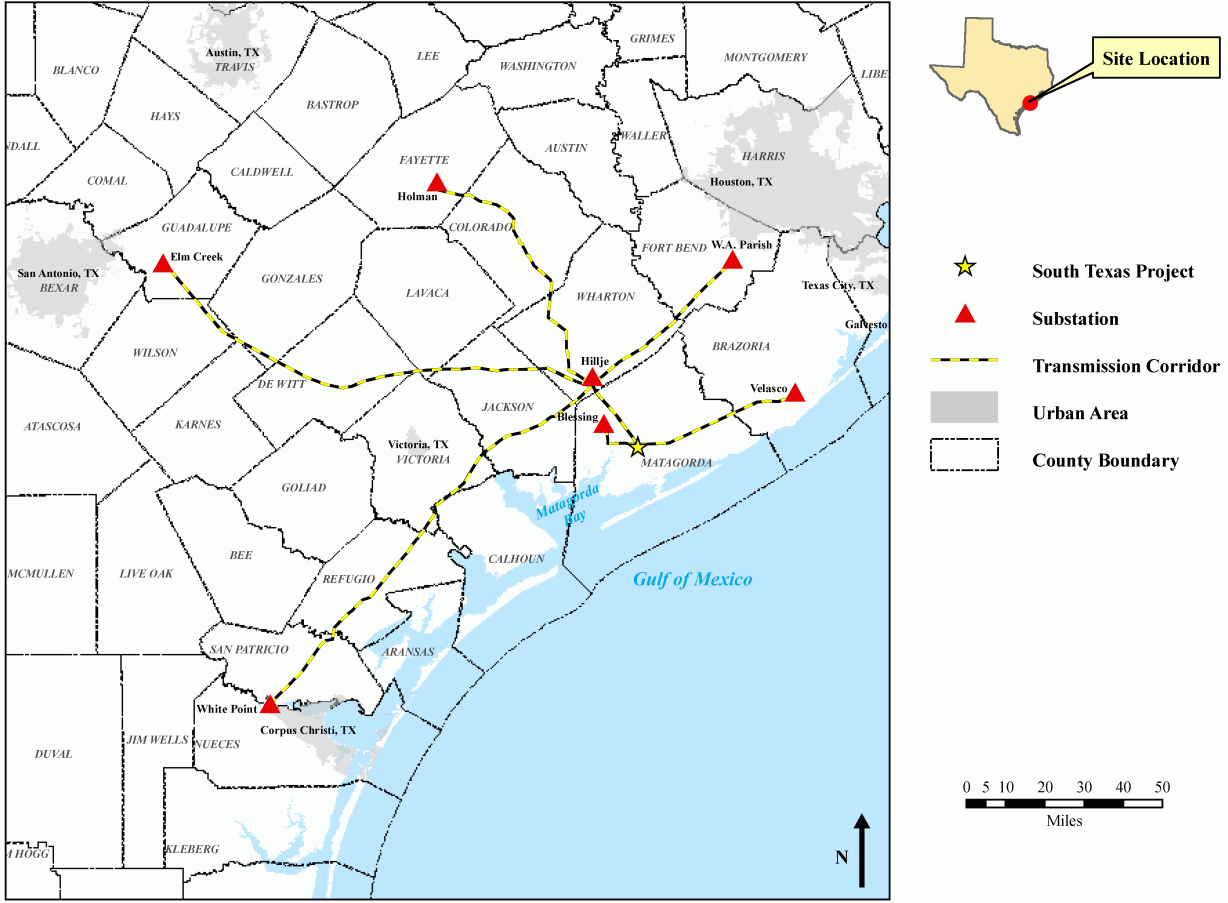 Austin, TX
TRAVIS
BLANCO
LEE
WASHINGTON
GRIMES
MONTGOMERY
LIBE
HAYS
BASTROP
NDALL
COMAL
CALDWELL
FAYETTE
Holman
AUSTIN
WALLER
HARRIS
Houston, TX
GUADALUPE
COLORADO
FORT BEND
W.A. Parish
Elm Creek
San Antonio, TX
BEXAR
GONZALES
LAVACA
WHARTON
Texas City, TX
Galvesto
WILSON
DE WITT
Hillje
BRAZORIA
Velasco
ATASCOSA
KARNES
JACKSON
Blessing
Victoria, TX
VICTORIA
MATAGORDA
GOLIAD
Matagorda
Bay
BEE
REFUGIO
CALHOUN
MCMULLEN
LIVE OAK
Gulf of Mexico
SAN PATRICIO
ARANSAS
White Point
Corpus Christi, TX
DUVAL
JIM WELLS
NUECES
M HOGG
KLEBERG
N
Site Location
South Texas Project
Substation
Transmission Corridor
Urban Area
County Boundary
0 5 10 20 30 40 50
Miles